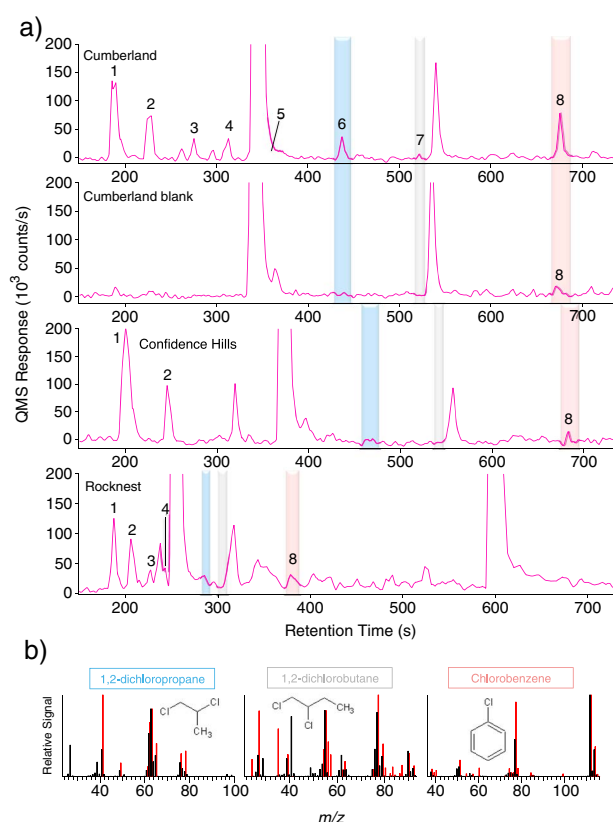 a)
QMS Response (10³ counts/s)
Cumberland
200
150
100
50
0
1
2
3
4
5
6
7
8
200 300 400 500 600 700
Cumberland blank
200
150
100
50
0
8
200 300 400 500 600 700
Confidence Hills
200
150
100
50
0
1
2
8
200 300 400 500 600 700
Rocknest
200
150
100
50
0
1
2
3
4
8
200 300 400 500 600 700
Retention Time (s)
b)
1,2-dichloropropane 1,2-dichlorobutane Chlorobenzene
Relative Signal
Cl
Cl
CH₃
Cl
CH₃
Cl
Cl
40 60 80 100 20 40 60 80 40 60 80 100
m/z